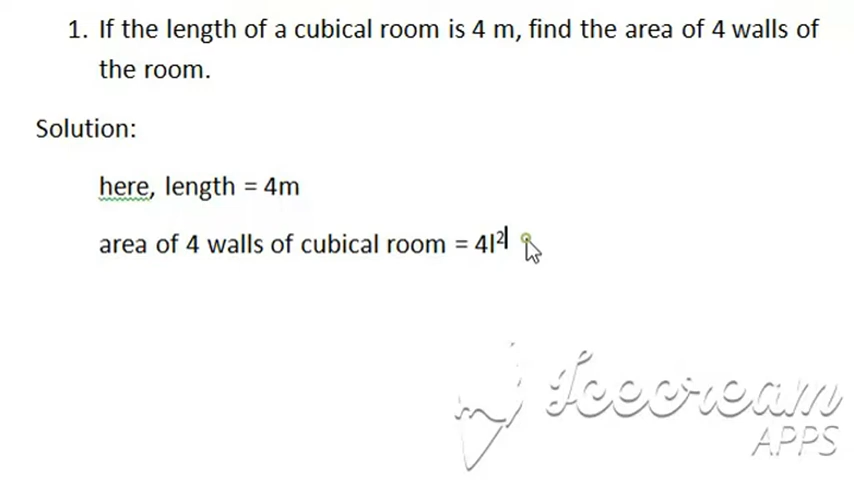 1. If the length of a cubical room is 4 m, find the area of 4 walls of
the room.
Solution:
here, length = 4m
area of 4 walls of cubical room = 4l²
Icecream
APPS